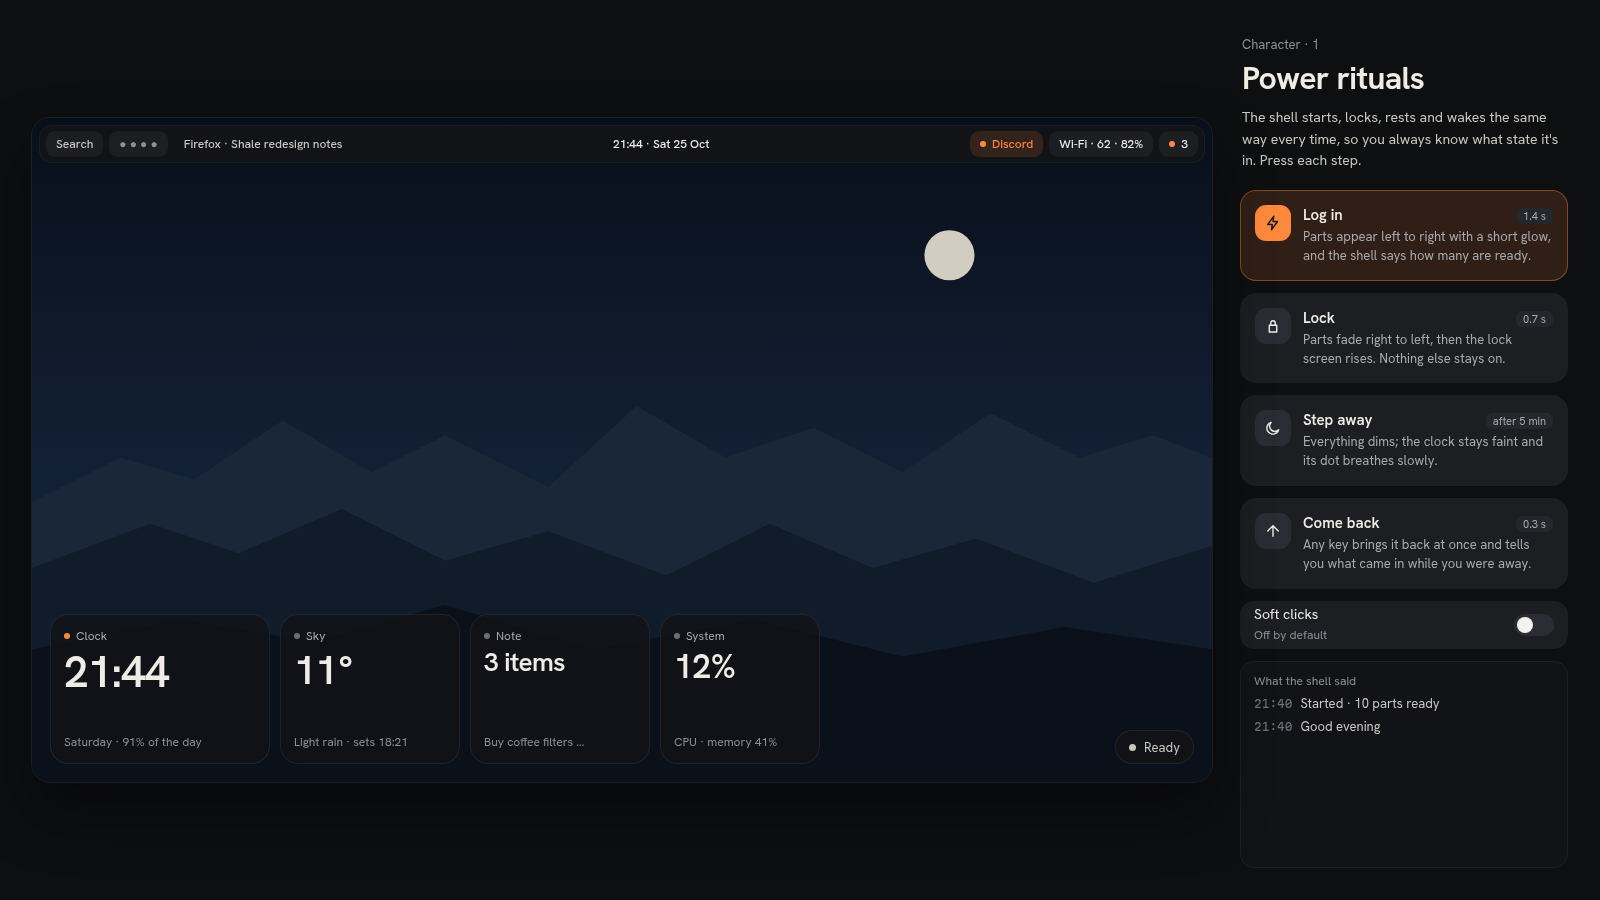 Search
Firefox · Shale redesign notes
21:44 · Sat 25 Oct
Discord
Wi-Fi · 62 · 82%
3
Clock
21:44
Saturday · 91% of the day
Sky
11°
Light rain · sets 18:21
Note
3 items
Buy coffee filters ...
System
12%
CPU · memory 41%
Ready
Character · 1
Power rituals
The shell starts, locks, rests and wakes the same
way every time, so you always know what state it's
in. Press each step.
Log in
1.4 s
Parts appear left to right with a short glow,
and the shell says how many are ready.
Lock
0.7 s
Parts fade right to left, then the lock
screen rises. Nothing else stays on.
Step away
after 5 min
Everything dims; the clock stays faint and
its dot breathes slowly.
Come back
0.3 s
Any key brings it back at once and tells
you what came in while you were away.
Soft clicks
Off by default
What the shell said
21:40 Started · 10 parts ready
21:40 Good evening